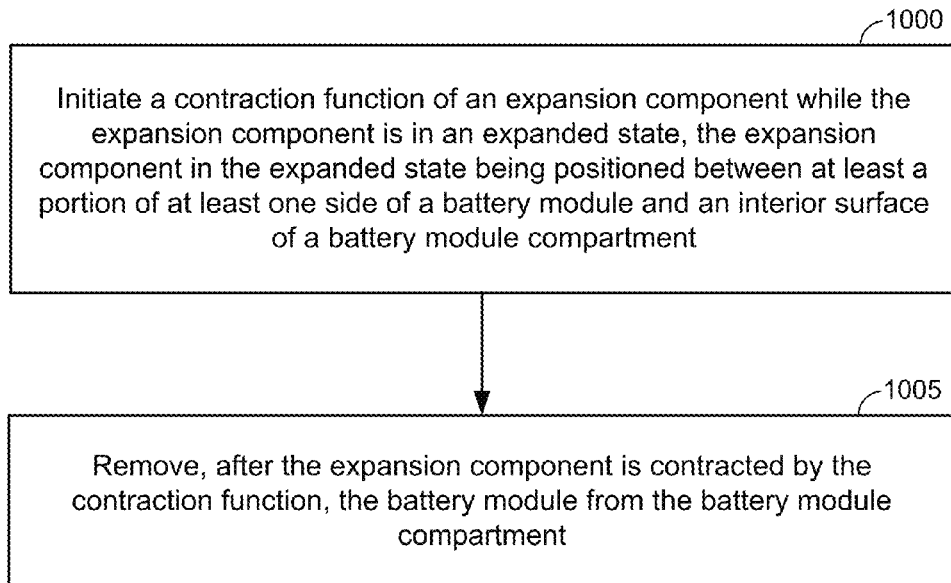 1000
Initiate a contraction function of an expansion component while the
expansion component is in an expanded state, the expansion
component in the expanded state being positioned between at least a
portion of at least one side of a battery module and an interior surface
of a battery module compartment
1005
Remove, after the expansion component is contracted by the
contraction function, the battery module from the battery module
compartment